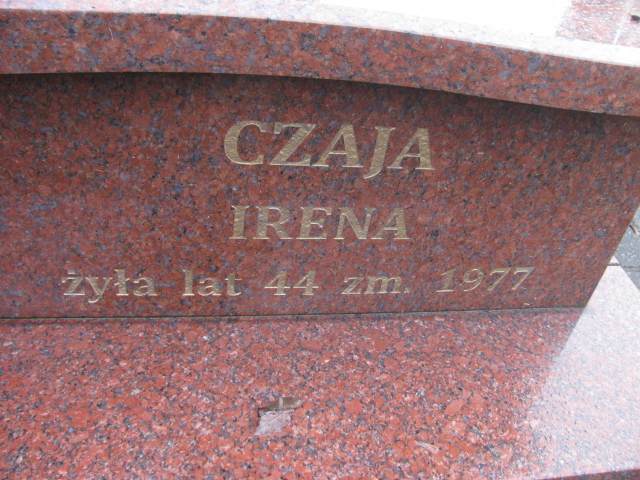 CZAJA
IRENA
żyła lat 44 zm. 1977